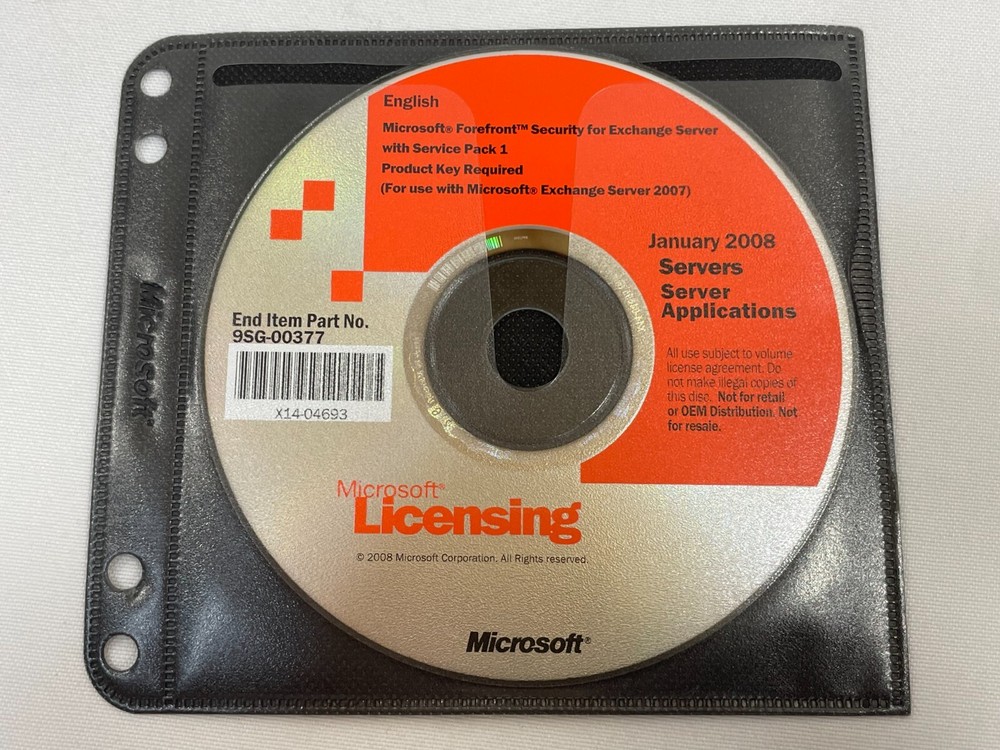 English
Microsoft® Forefront™ Security for Exchange Server
with Service Pack 1
Product Key Required
(For use with Microsoft® Exchange Server 2007)
January 2008
Servers
Server
Applications
End Item Part No.
9SG-00377
X14-04693
All use subject to volume
license agreement. Do
not make illegal copies of
this disc. Not for retail
or OEM Distribution. Not
for resale.
Microsoft®
Licensing
© 2008 Microsoft Corporation. All Rights reserved.
Microsoft®
Microsoft®